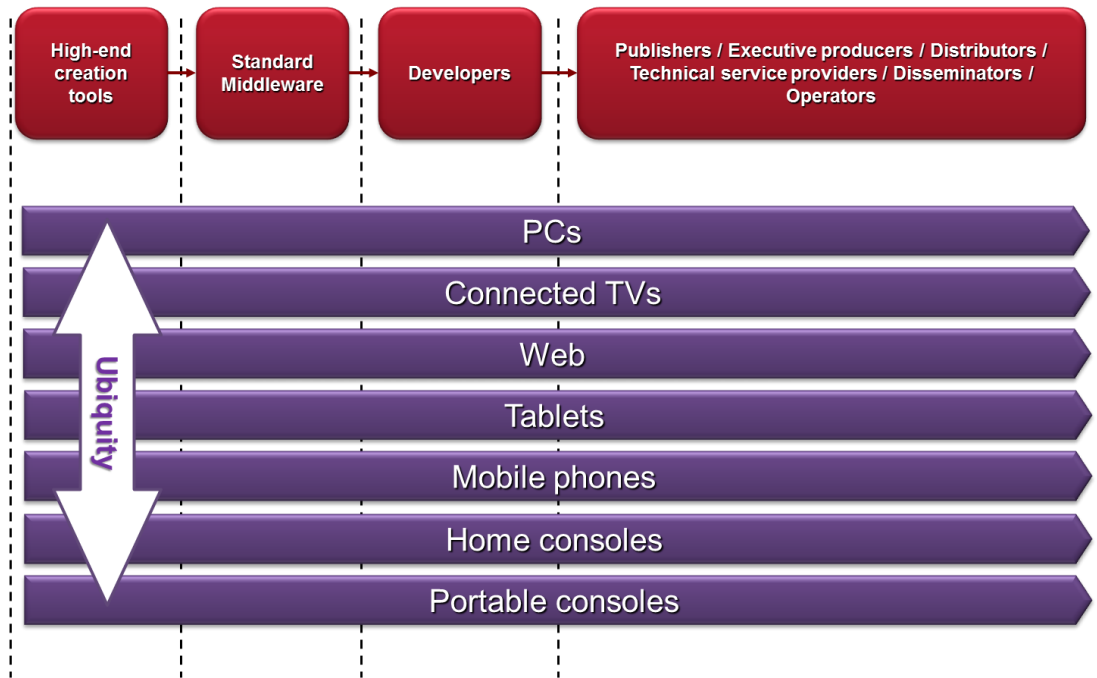 High-end
creation
tools
Standard
Middleware
Developers
Publishers / Executive producers / Distributors /
Technical service providers / Disseminators /
Operators
PCs
Connected TVs
Web
Tablets
Mobile phones
Home consoles
Portable consoles
Ubiquity